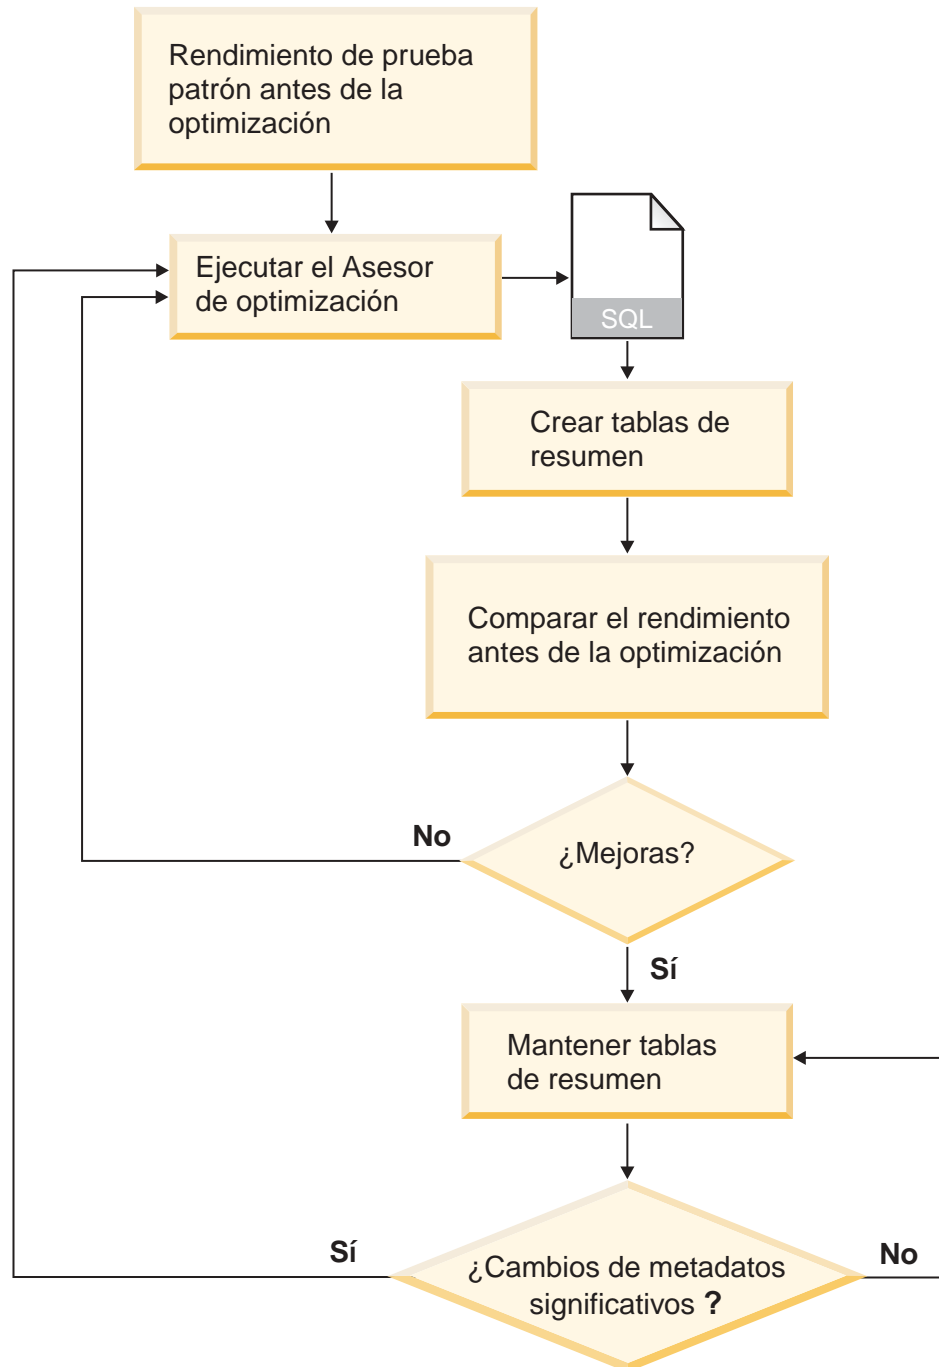 Rendimiento de prueba
patrón antes de la
optimización
Ejecutar el Asesor
de optimización
SQL
Crear tablas de
resumen
Comparar el rendimiento
antes de la optimización
No
¿Mejoras?
Sí
Mantener tablas
de resumen
Sí
¿Cambios de metadatos
significativos ?
No